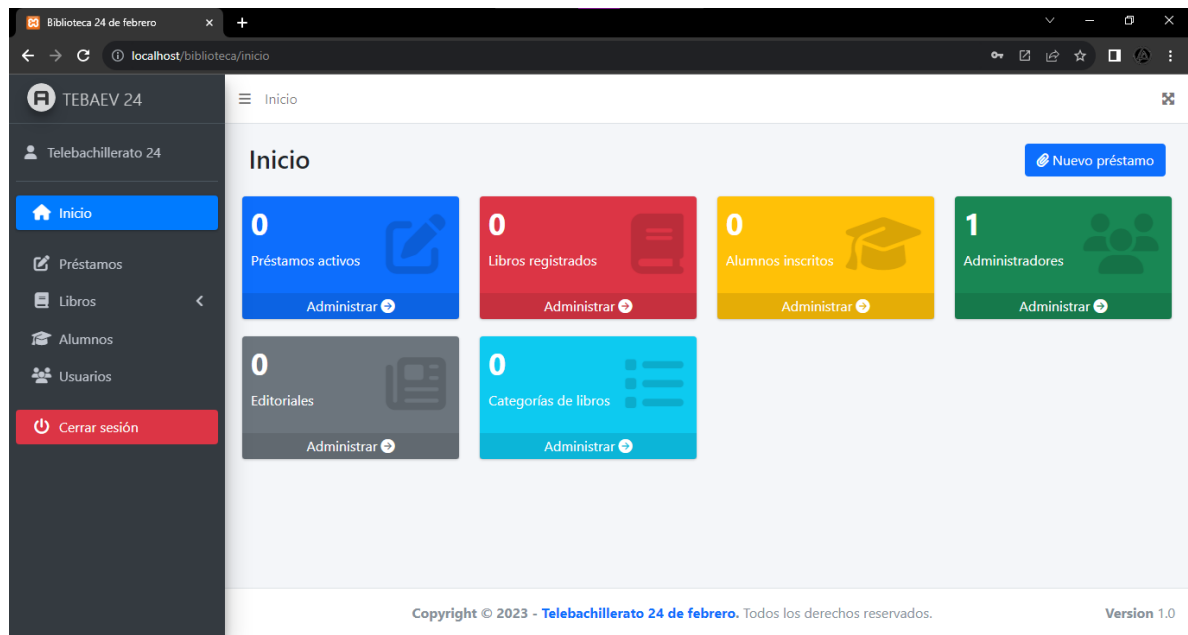 Biblioteca 24 de febrero
localhost/biblioteca/inicio
TEBAEV 24
Inicio
Telebachillerato 24
Inicio
Préstamos
Libros
Alumnos
Usuarios
Cerrar sesión
Inicio
Nuevo préstamo
0
Préstamos activos
Administrar
0
Libros registrados
Administrar
0
Alumnos inscritos
Administrar
1
Administradores
Administrar
0
Editoriales
Administrar
0
Categorías de libros
Administrar
Copyright © 2023 - Telebachillerato 24 de febrero. Todos los derechos reservados.
Version 1.0